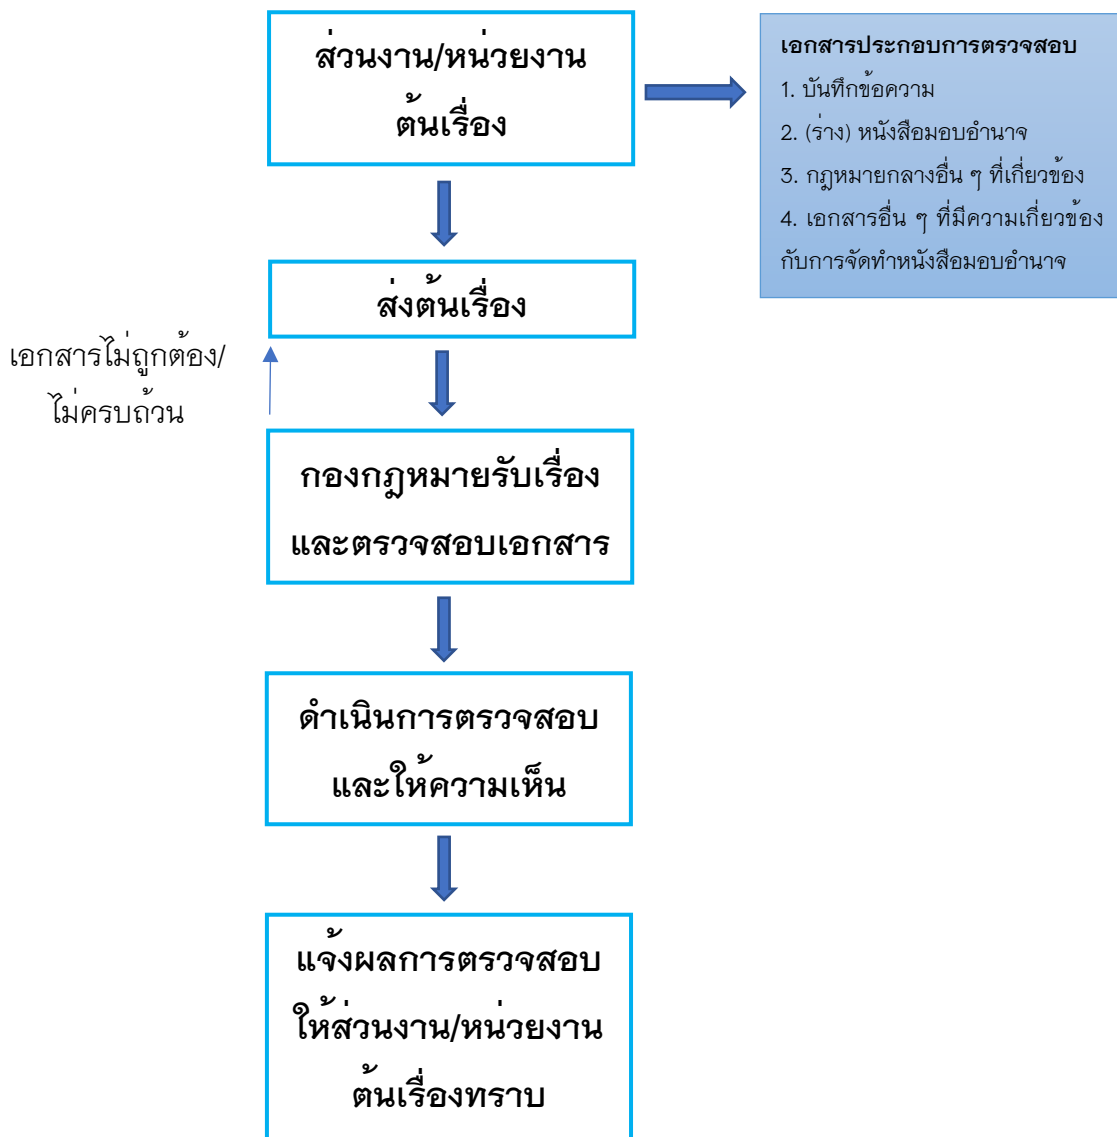 ส่วนงาน/หน่วยงาน
ต้นเรื่อง
เอกสารประกอบการตรวจสอบ
1. บันทึกข้อความ
2. (ร่าง) หนังสือมอบอำนาจ
3. กฎหมายกลางอื่น ๆ ที่เกี่ยวข้อง
4. เอกสารอื่น ๆ ที่มีความเกี่ยวข้อง
กับการจัดทำหนังสือมอบอำนาจ
ส่งต้นเรื่อง
เอกสารไม่ถูกต้อง/
ไม่ครบถ้วน
กองกฎหมายรับเรื่อง
และตรวจสอบเอกสาร
ดำเนินการตรวจสอบ
และให้ความเห็น
แจ้งผลการตรวจสอบ
ให้ส่วนงาน/หน่วยงาน
ต้นเรื่องทราบ